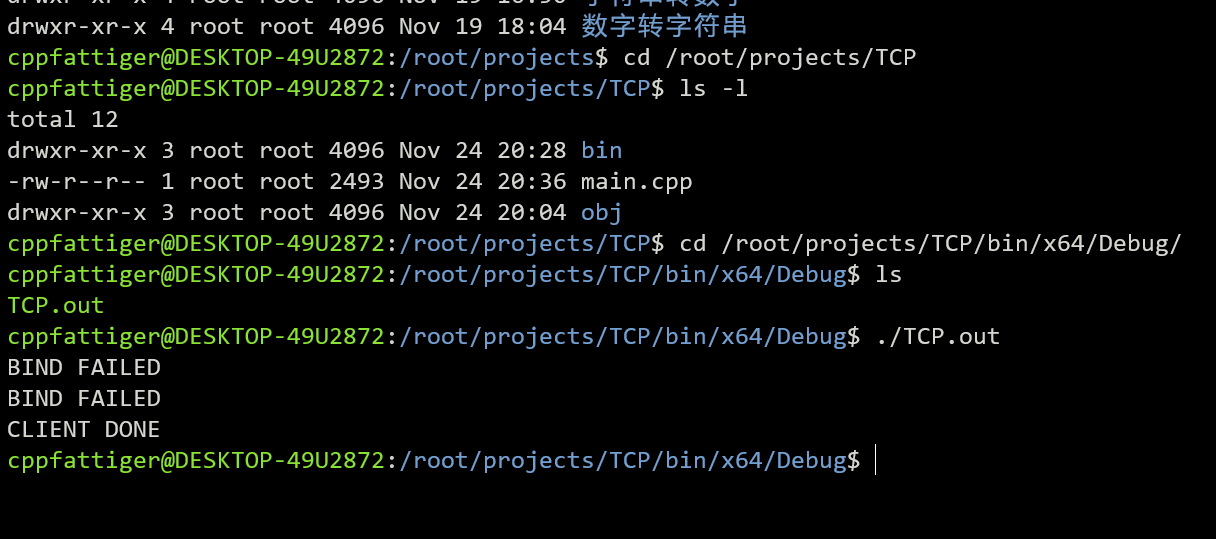 drwxr-xr-x 4 root root 4096 Nov 19 18:04 数字转字符串
cppfattiger@DESKTOP-49U2872:/root/projects$ cd /root/projects/TCP
cppfattiger@DESKTOP-49U2872:/root/projects/TCP$ ls -l
total 12
drwxr-xr-x 3 root root 4096 Nov 24 20:28 bin
-rw-r--r-- 1 root root 2493 Nov 24 20:36 main.cpp
drwxr-xr-x 3 root root 4096 Nov 24 20:04 obj
cppfattiger@DESKTOP-49U2872:/root/projects/TCP$ cd /root/projects/TCP/bin/x64/Debug/
cppfattiger@DESKTOP-49U2872:/root/projects/TCP/bin/x64/Debug$ ls
TCP.out
cppfattiger@DESKTOP-49U2872:/root/projects/TCP/bin/x64/Debug$ ./TCP.out
BIND FAILED
BIND FAILED
CLIENT DONE
cppfattiger@DESKTOP-49U2872:/root/projects/TCP/bin/x64/Debug$